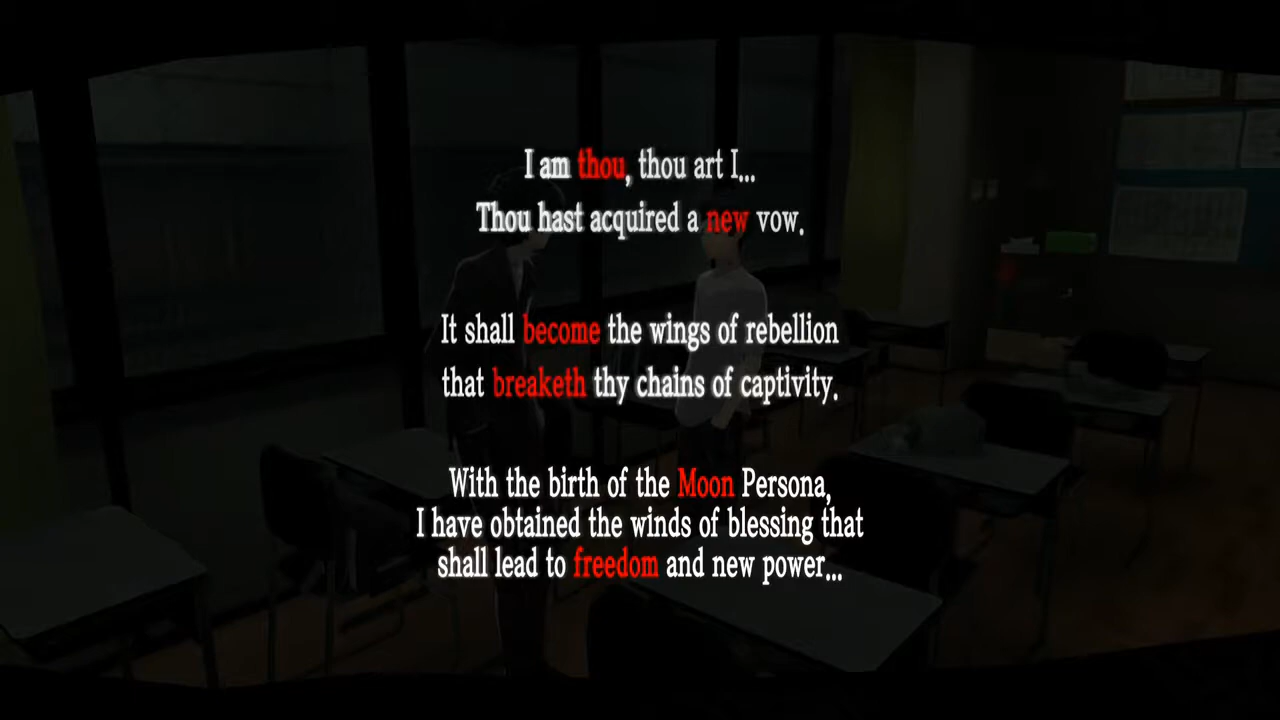 I am thou, thou art I...
Thou hast acquired a new vow.
It shall become the wings of rebellion
that breaketh thy chains of captivity.
With the birth of the Moon Persona,
I have obtained the winds of blessing that
shall lead to freedom and new power...